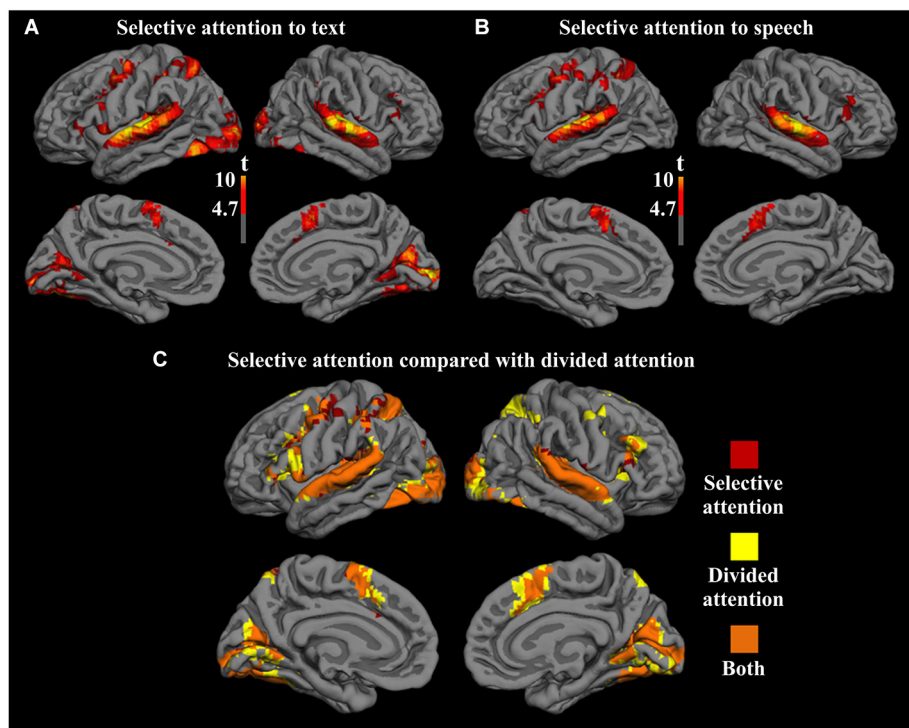 A
Selective attention to text
B
Selective attention to speech
t
10
4.7
t
10
4.7
C
Selective attention compared with divided attention
Selective
attention
Divided
attention
Both